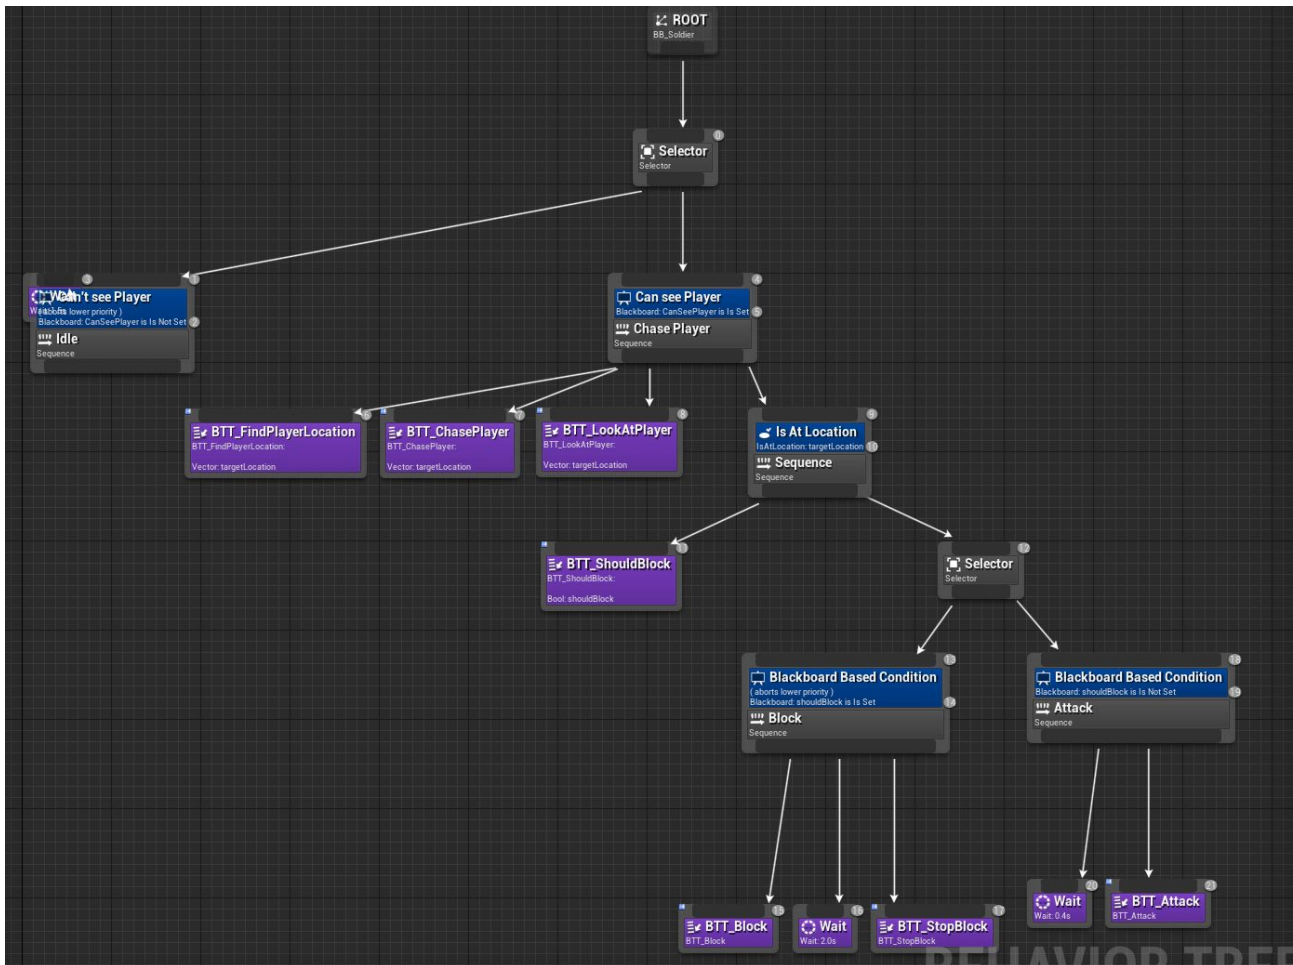 ROOT
BB_Soldier
0
Selector
Selector
3
1
Can't see Player
( aborts lower priority )
Blackboard: CanSeePlayer is Is Not Set
2
Idle
Sequence
4
Can see Player
Blackboard: CanSeePlayer is Is Set
5
Chase Player
Sequence
6
BTT_FindPlayerLocation
BTT_FindPlayerLocation:
Vector: targetLocation
7
BTT_ChasePlayer
BTT_ChasePlayer:
Vector: targetLocation
8
BTT_LookAtPlayer
BTT_LookAtPlayer:
Vector: targetLocation
9
Is At Location
IsAtLocation: targetLocation
10
Sequence
Sequence
11
BTT_ShouldBlock
BTT_ShouldBlock:
Bool: shouldBlock
12
Selector
Selector
13
Blackboard Based Condition
( aborts lower priority )
Blackboard: shouldBlock is Is Set
14
Block
Sequence
18
Blackboard Based Condition
Blackboard: shouldBlock is Is Not Set
19
Attack
Sequence
15
BTT_Block
BTT_Block
16
Wait
Wait: 2.0s
17
BTT_StopBlock
BTT_StopBlock
20
Wait
Wait: 0.4s
21
BTT_Attack
BTT_Attack
BEHAVIOR TREE